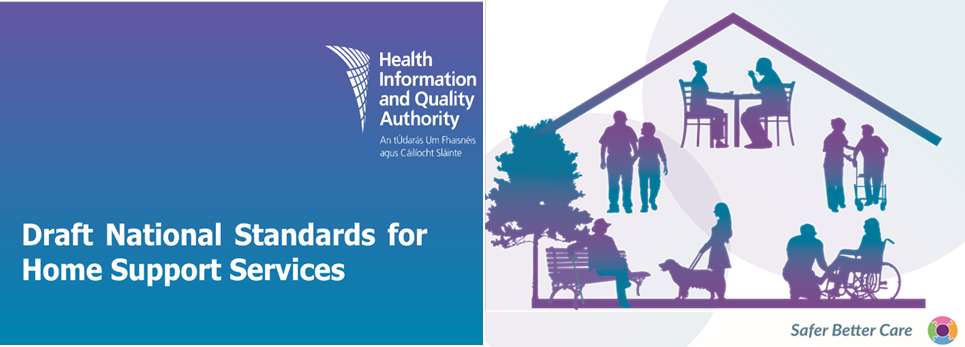 Health
Information
and Quality
Authority
An tÚdarás Um Fhaisnéis
agus Cáilíocht Sláinte
Draft National Standards for
Home Support Services
Safer Better Care